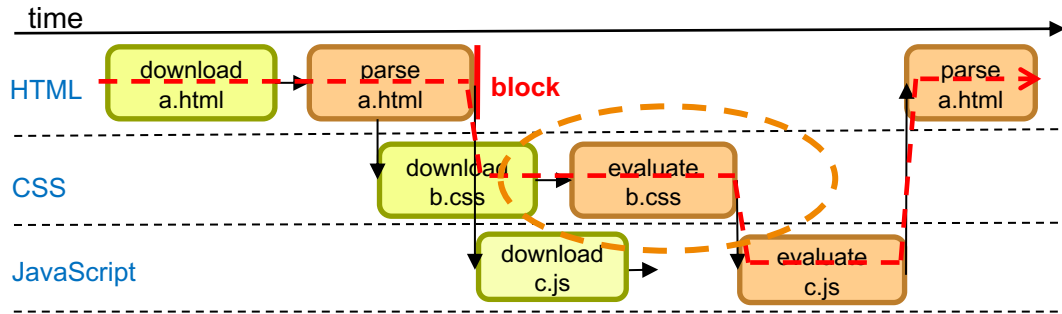 time
HTML
download
a.html
parse
a.html
block
parse
a.html
CSS
download
b.css
evaluate
b.css
JavaScript
download
c.js
evaluate
c.js